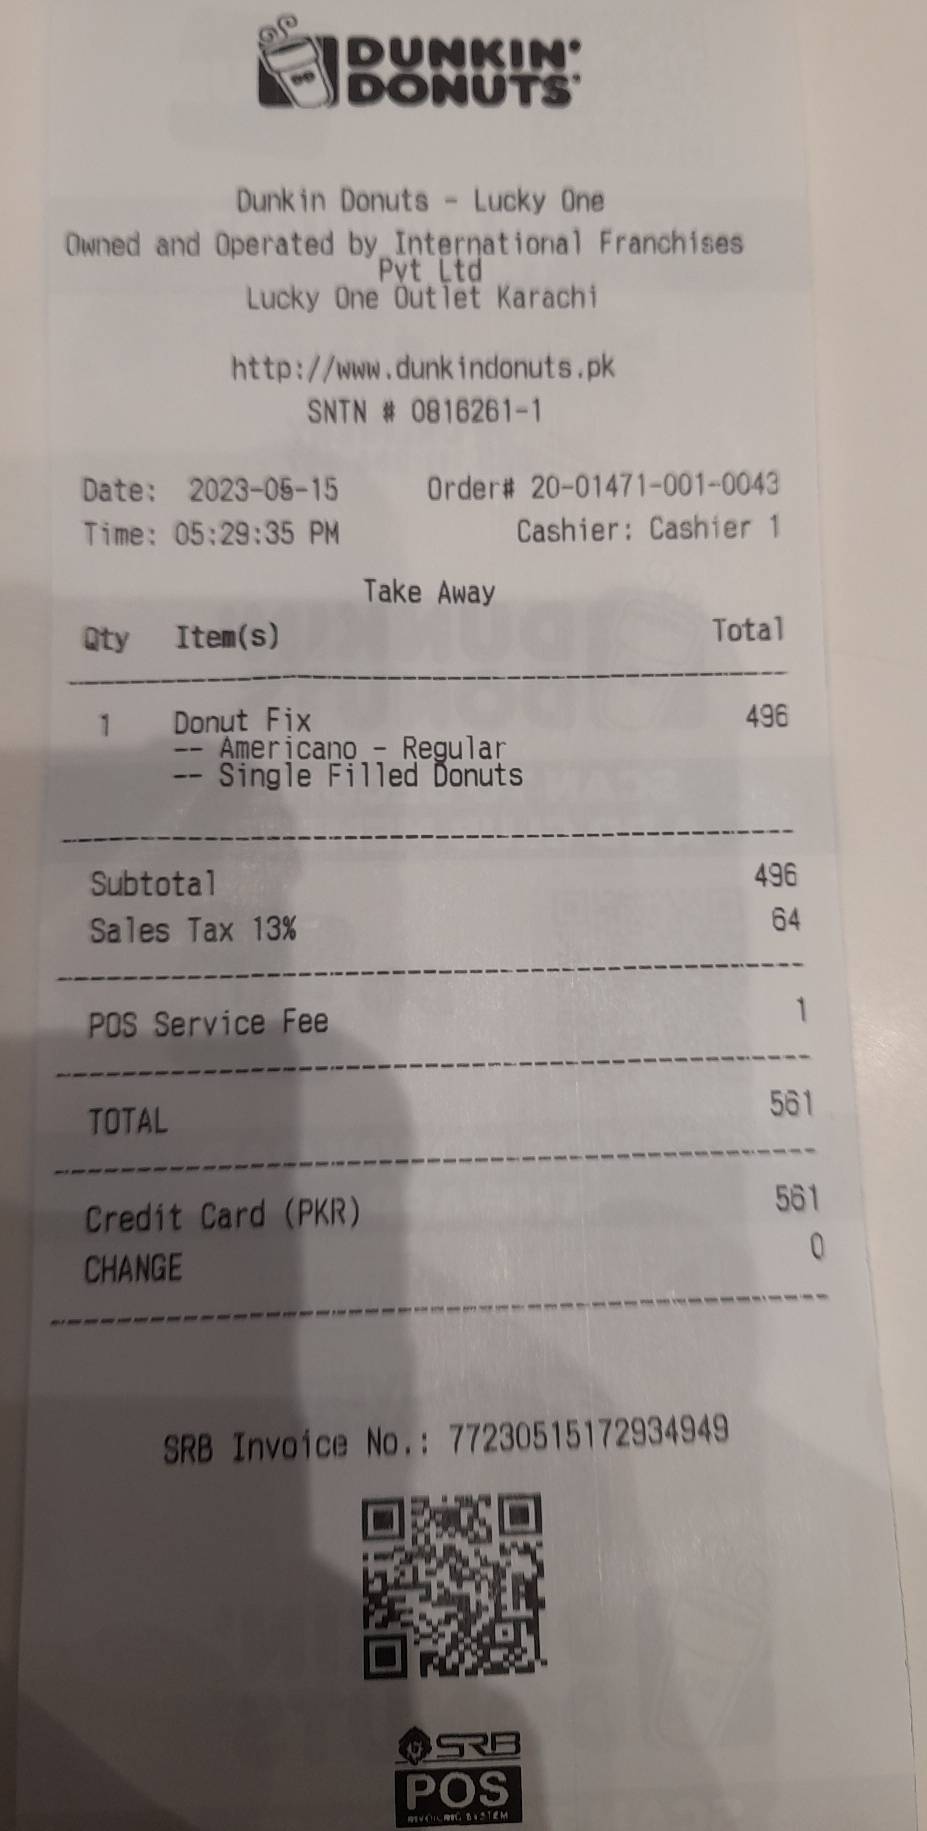 DUNKIN'
DONUTS
Dunkin Donuts - Lucky One
Owned and Operated by International Franchises
Pvt Ltd
Lucky One Outlet Karachi
http://www.dunkindonuts.pk
SNTN # 0816261-1
Date: 2023-05-15 Order# 20-01471-001-0043
Time: 05:29:35 PM Cashier: Cashier 1
Take Away
Qty Item(s) Total
1 Donut Fix 496
-- Americano - Regular
-- Single Filled Donuts
Subtotal 496
Sales Tax 13% 64
POS Service Fee 1
TOTAL 561
Credit Card (PKR) 561
CHANGE 0
SRB Invoice No.: 77230515172934949
SRB
POS
INVOICING SYSTEM